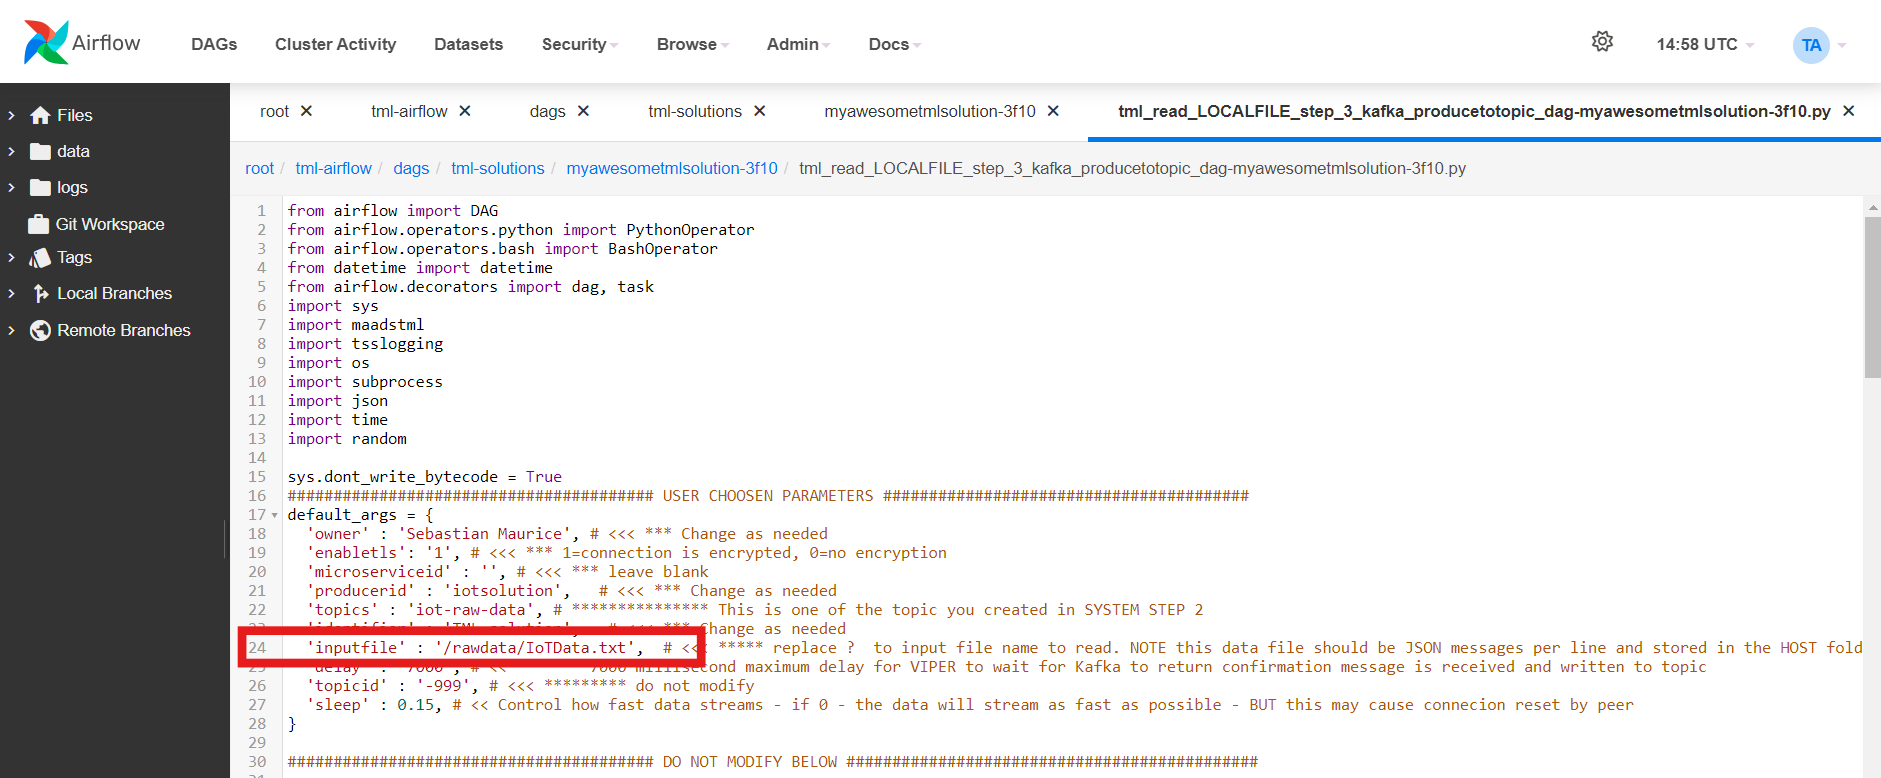 Airflow DAGs Cluster Activity Datasets Security Browse Admin Docs 14:58 UTC TA
Files
data
logs
Git Workspace
Tags
Local Branches
Remote Branches
root ✕ tml-airflow ✕ dags ✕ tml-solutions ✕ myawesometmlsolution-3f10 ✕ tml_read_LOCALFILE_step_3_kafka_producetotopic_dag-myawesometmlsolution-3f10.py ✕
root / tml-airflow / dags / tml-solutions / myawesometmlsolution-3f10 / tml_read_LOCALFILE_step_3_kafka_producetotopic_dag-myawesometmlsolution-3f10.py
1 from airflow import DAG
2 from airflow.operators.python import PythonOperator
3 from airflow.operators.bash import BashOperator
4 from datetime import datetime
5 from airflow.decorators import dag, task
6 import sys
7 import maadstml
8 import tsslogging
9 import os
10 import subprocess
11 import json
12 import time
13 import random
14
15 sys.dont_write_bytecode = True
16 ######################################## USER CHOOSEN PARAMETERS ########################################
17 default_args = {
18 'owner' : 'Sebastian Maurice', # <<< *** Change as needed
19 'enabletls': '1', # <<< *** 1=connection is encrypted, 0=no encryption
20 'microserviceid' : '', # <<< *** leave blank
21 'producerid' : 'iotsolution', # <<< *** Change as needed
22 'topics' : 'iot-raw-data', # *************** This is one of the topic you created in SYSTEM STEP 2
Change as needed
24 'inputfile' : '/rawdata/IoTData.txt', # <<< ***** replace ? to input file name to read. NOTE this data file should be JSON messages per line and stored in the HOST fold
25 'delay' : '7000', # << 7000 millisecond maximum delay for VIPER to wait for Kafka to return confirmation message is received and written to topic
26 'topicid' : '-999', # <<< ********* do not modify
27 'sleep' : 0.15, # << Control how fast data streams - if 0 - the data will stream as fast as possible - BUT this may cause connecion reset by peer
28 }
29
30 ######################################## DO NOT MODIFY BELOW #############################################